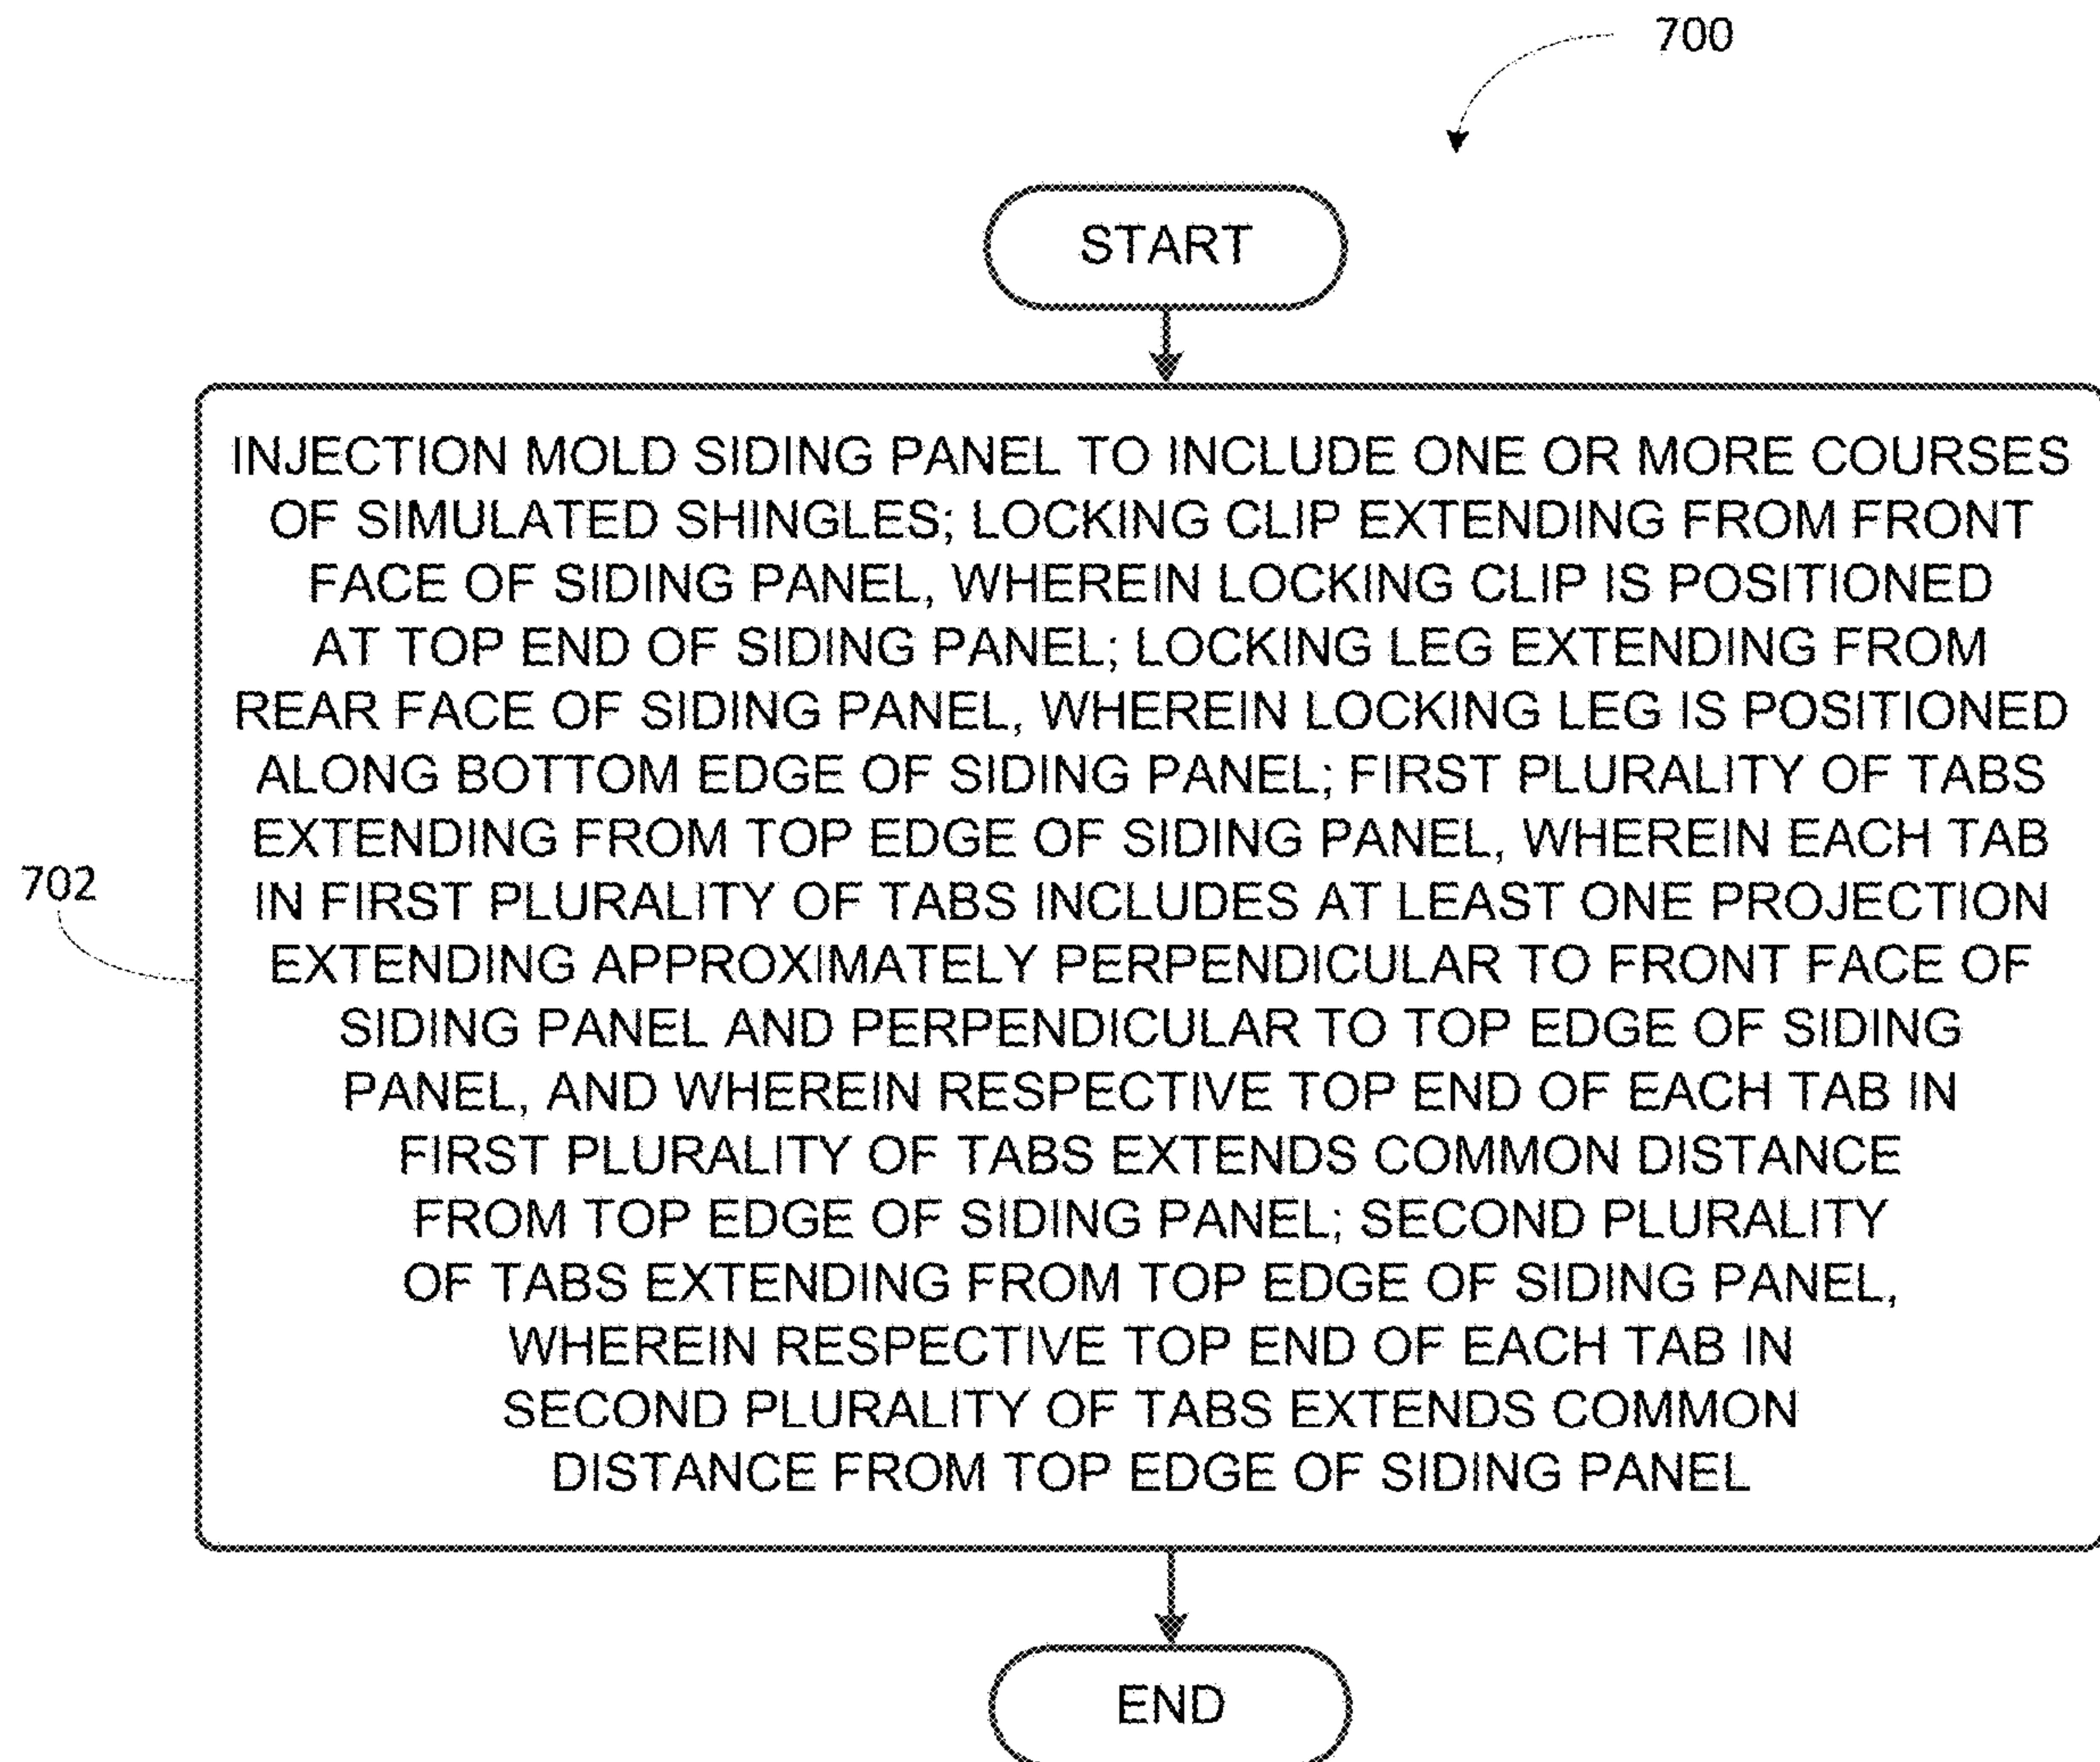 700
START
INJECTION MOLD SIDING PANEL TO INCLUDE ONE OR MORE COURSES
OF SIMULATED SHINGLES; LOCKING CLIP EXTENDING FROM FRONT
FACE OF SIDING PANEL, WHEREIN LOCKING CLIP IS POSITIONED
AT TOP END OF SIDING PANEL; LOCKING LEG EXTENDING FROM
REAR FACE OF SIDING PANEL, WHEREIN LOCKING LEG IS POSITIONED
ALONG BOTTOM EDGE OF SIDING PANEL; FIRST PLURALITY OF TABS
EXTENDING FROM TOP EDGE OF SIDING PANEL, WHEREIN EACH TAB
702
IN FIRST PLURALITY OF TABS INCLUDES AT LEAST ONE PROJECTION
EXTENDING APPROXIMATELY PERPENDICULAR TO FRONT FACE OF
SIDING PANEL AND PERPENDICULAR TO TOP EDGE OF SIDING
PANEL, AND WHEREIN RESPECTIVE TOP END OF EACH TAB IN
FIRST PLURALITY OF TABS EXTENDS COMMON DISTANCE
FROM TOP EDGE OF SIDING PANEL; SECOND PLURALITY
OF TABS EXTENDING FROM TOP EDGE OF SIDING PANEL,
WHEREIN RESPECTIVE TOP END OF EACH TAB IN
SECOND PLURALITY OF TABS EXTENDS COMMON
DISTANCE FROM TOP EDGE OF SIDING PANEL
END